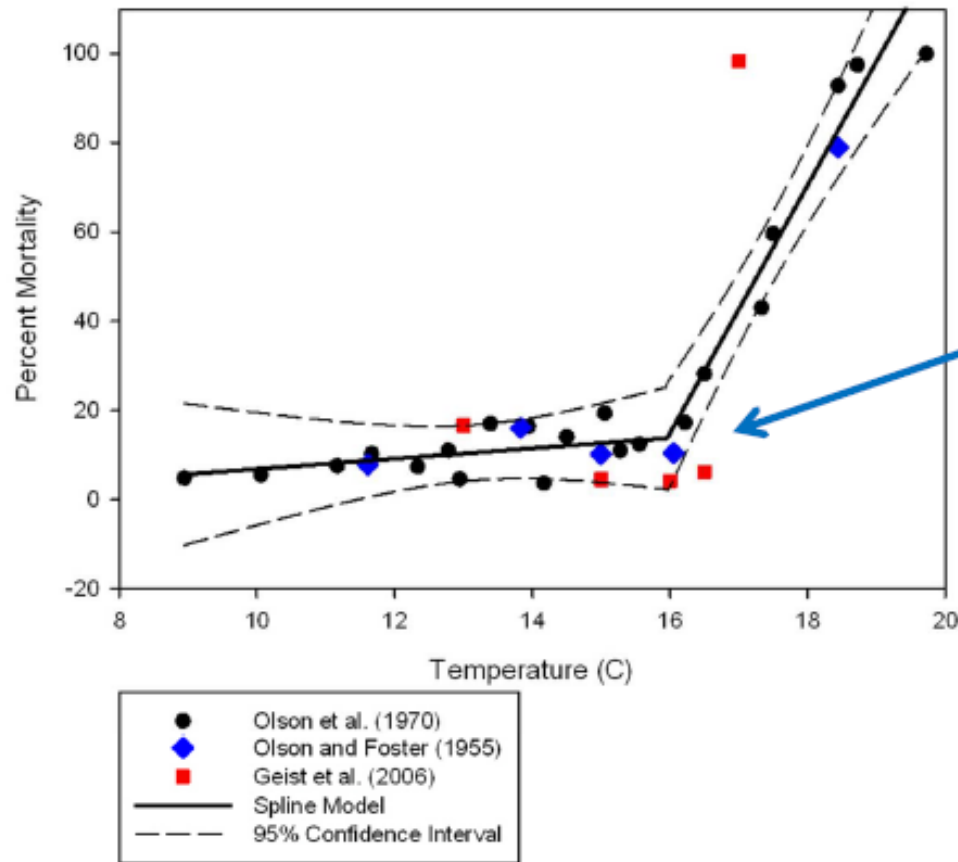 100
80
60
40
20
0
-20
Percent Mortality
8 10 12 14 16 18 20
Temperature (C)
Olson et al. (1970)
Olson and Foster (1955)
Geist et al. (2006)
Spline Model
95% Confidence Interval